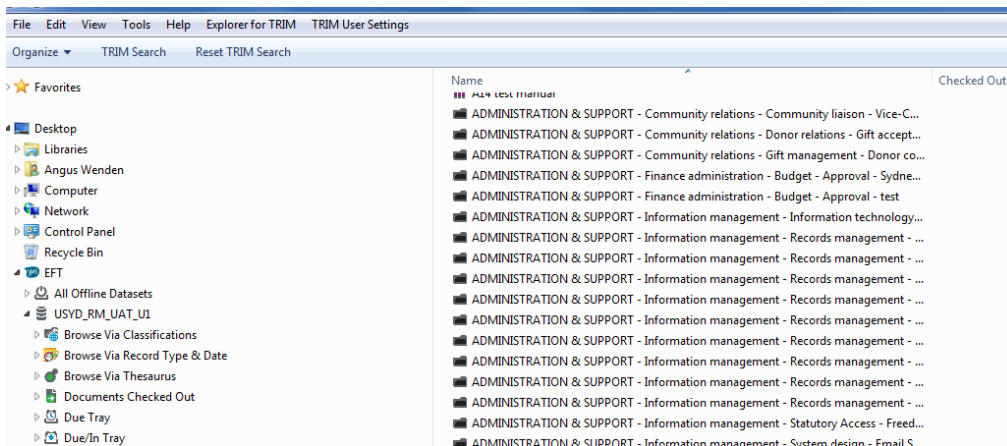 File Edit View Tools Help Explorer for TRIM TRIM User Settings
Organize TRIM Search Reset TRIM Search
Favorites
Desktop
Libraries
Angus Wenden
Computer
Network
Control Panel
Recycle Bin
EFT
All Offline Datasets
USYD_RM_UAT_U1
Browse Via Classifications
Browse Via Record Type & Date
Browse Via Thesaurus
Documents Checked Out
Due Tray
Due/In Tray
Name Checked Out
A14 test manual
ADMINISTRATION & SUPPORT - Community relations - Community liaison - Vice-C...
ADMINISTRATION & SUPPORT - Community relations - Donor relations - Gift accept...
ADMINISTRATION & SUPPORT - Community relations - Gift management - Donor co...
ADMINISTRATION & SUPPORT - Finance administration - Budget - Approval - Sydne...
ADMINISTRATION & SUPPORT - Finance administration - Budget - Approval - test
ADMINISTRATION & SUPPORT - Information management - Information technology...
ADMINISTRATION & SUPPORT - Information management - Records management - ...
ADMINISTRATION & SUPPORT - Information management - Records management - ...
ADMINISTRATION & SUPPORT - Information management - Records management - ...
ADMINISTRATION & SUPPORT - Information management - Records management - ...
ADMINISTRATION & SUPPORT - Information management - Records management - ...
ADMINISTRATION & SUPPORT - Information management - Records management - ...
ADMINISTRATION & SUPPORT - Information management - Records management - ...
ADMINISTRATION & SUPPORT - Information management - Records management - ...
ADMINISTRATION & SUPPORT - Information management - Statutory Access - Freed...
ADMINISTRATION & SUPPORT - Information management - System design - Email S